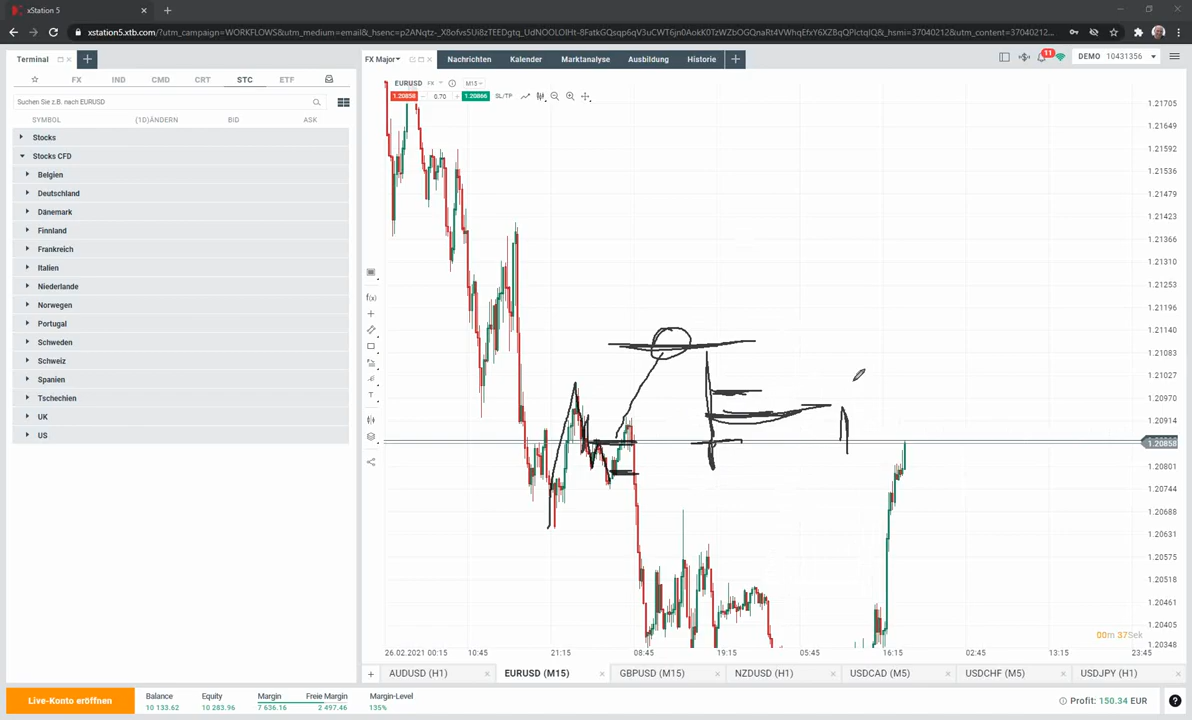 xStation 5
xstation5.xtb.com/?utm_campaign=WORKFLOWS&utm_medium=email&_hsenc=
Terminal
FX IND CMD CRT STC ETF
Suchen Sie z.B. nach EURUSD
SYMBOL (1D)ÄNDERN BID ASK
Stocks
Stocks CFD
Belgien
Deutschland
Dänemark
Finnland
Frankreich
Italien
Niederlande
Norwegen
Portugal
Schweden
Schweiz
Spanien
Tschechien
UK
US
FX Major Nachrichten Kalender Marktanalyse Ausbildung Historie
11 DEMO 10431356
EURUSD FX M15
1.20858 0.70 1.20866 SL/TP
f(x)
T
1.21705
1.21649
1.21592
1.21536
1.21479
1.21423
1.21366
1.21310
1.21253
1.21196
1.21140
1.21083
1.21027
1.20970
1.20914
1.20858
1.20801
1.20744
1.20688
1.20631
1.20575
1.20518
1.20461
1.20405
1.20348
00m 37Sek
26.02.2021 00:15 10:45 21:15 08:45 19:15 05:45 16:15 02:45 13:15 23:45
AUDUSD (H1) EURUSD (M15) GBPUSD (M15) NZDUSD (H1) USDCAD (M5) USDCHF (M5) USDJPY (H1)
Live-Konto eröffnen
Balance Equity Margin Freie Margin Margin-Level
10 133.62 10 283.96 7 636.16 2 497.46 135%
Profit: 150.34 EUR